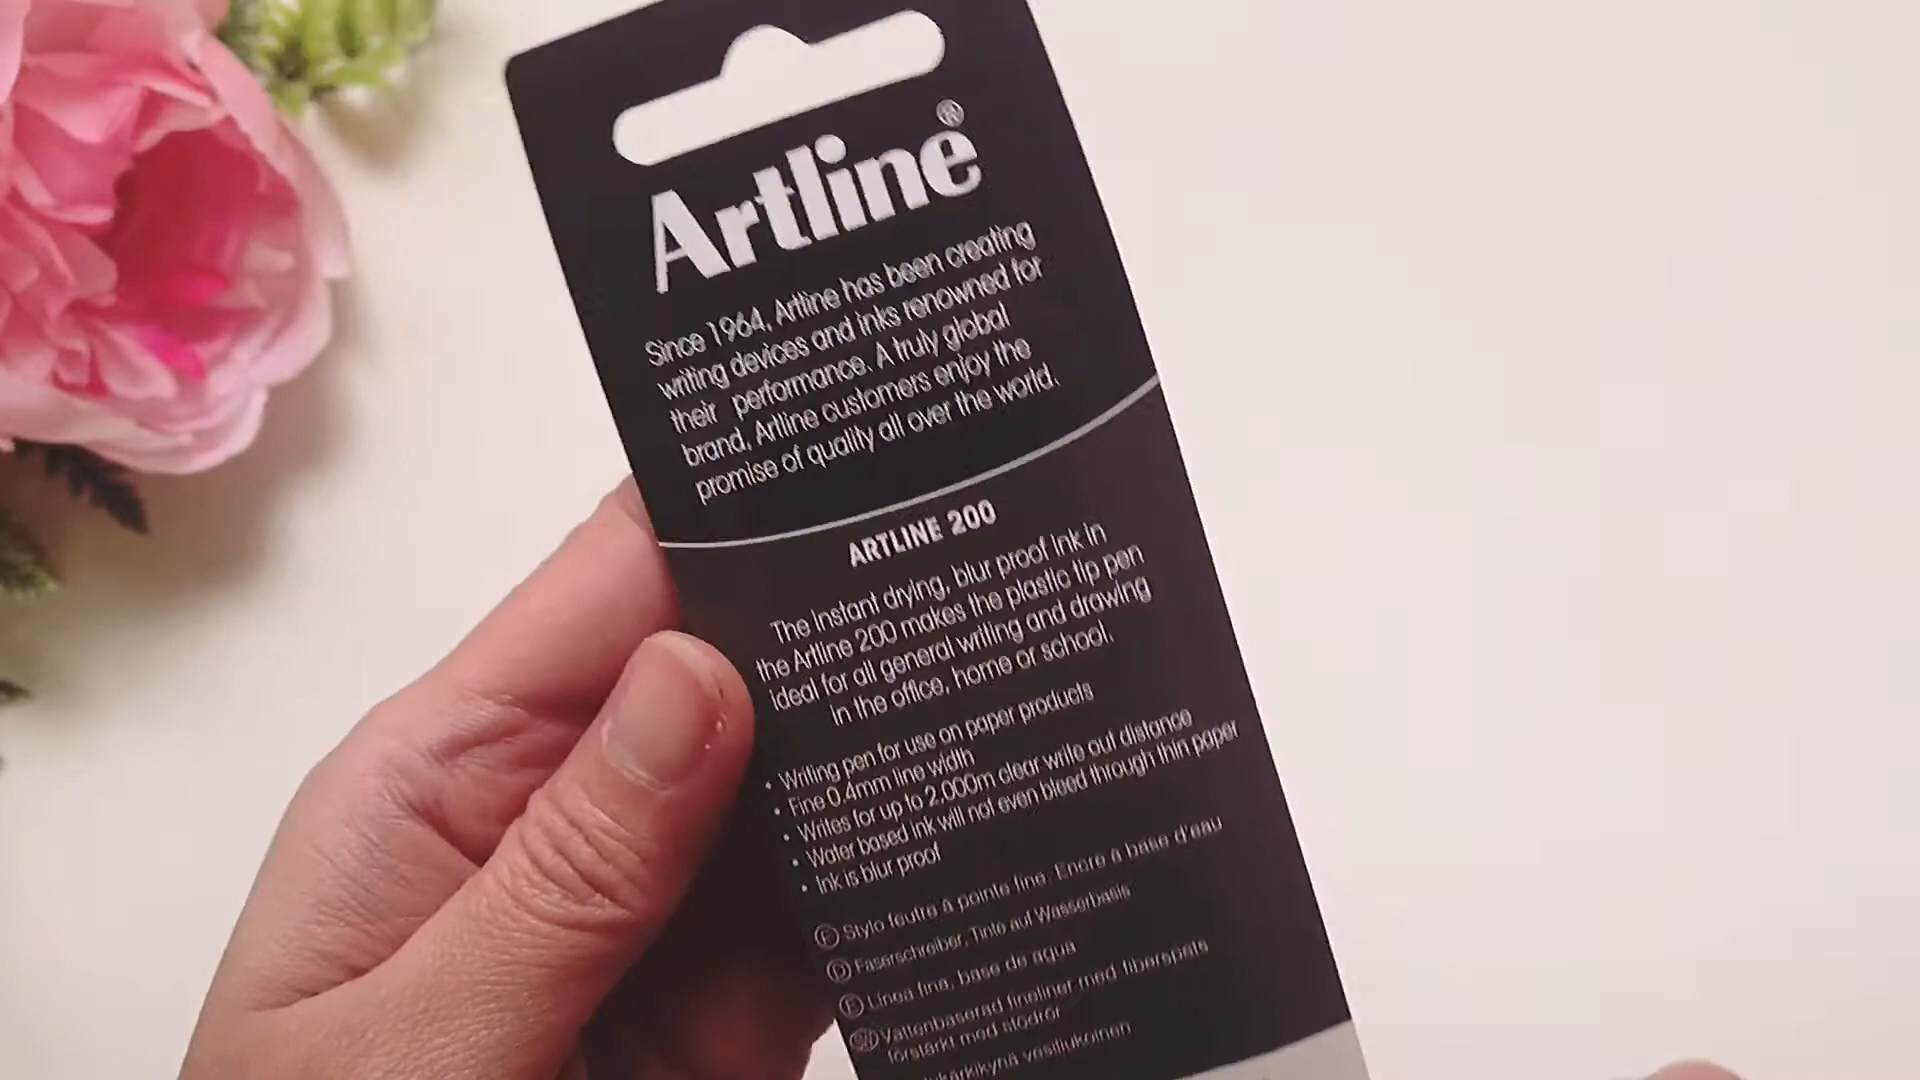 Artline®
Since 1964, Artline has been creating
writing devices and inks renowned for
their performance. A truly global
brand, Artline customers enjoy the
promise of quality all over the world.
ARTLINE 200
The instant drying, blur proof ink in
the Artline 200 makes the plastic tip pen
ideal for all general writing and drawing
in the office, home or school.
• Writing pen for use on paper products
• Fine 0.4mm line width
• Writes for up to 2,000m clear write out distance
• Water based ink will not even bleed through thin paper
• Ink is blur proof
F Stylo feutre à pointe fine. Encre à base d'eau
D Faserschreiber, Tinte auf Wasserbasis
E Línea fina, base de agua
Vattenbaserad fineliner med fiberspets
förstärkt med stödrör
vesiliukoinen